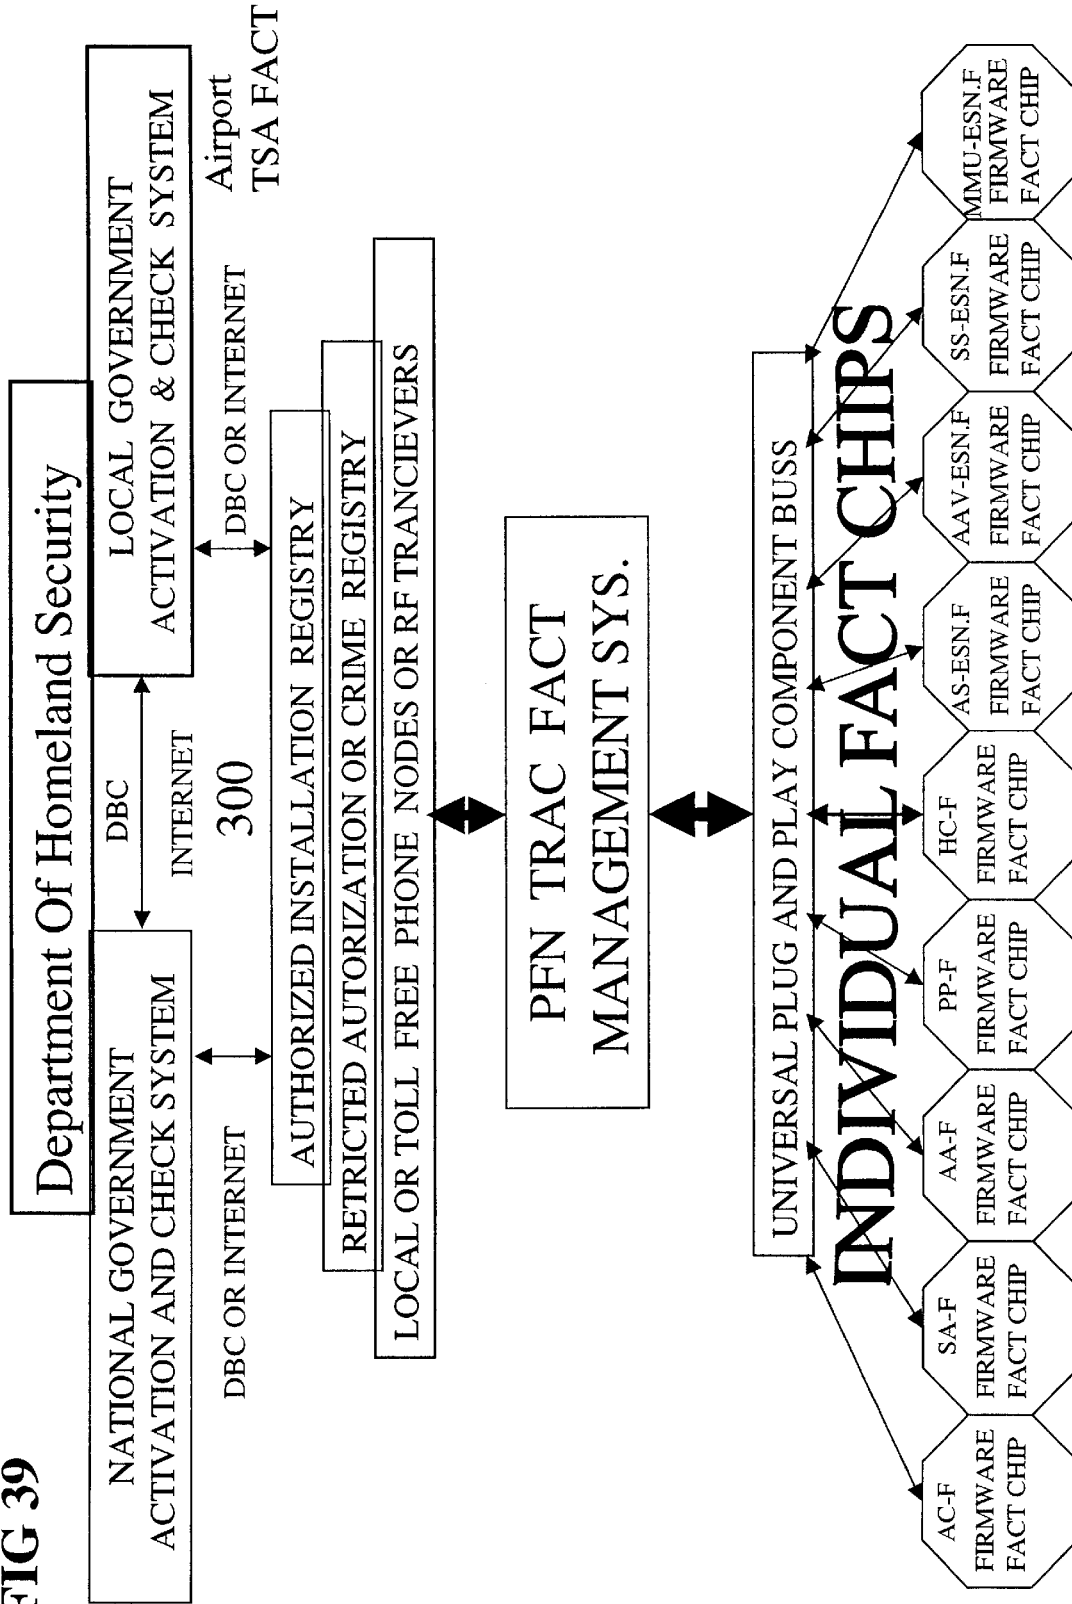 FIG 39
Department Of Homeland Security
NATIONAL GOVERNMENT
ACTIVATION AND CHECK SYSTEM
DBC
INTERNET
LOCAL GOVERNMENT
ACTIVATION & CHECK SYSTEM
DBC OR INTERNET
300
DBC OR INTERNET
Airport
TSA FACT
AUTHORIZED INSTALLATION REGISTRY
RETRICTED AUTORIZATION OR CRIME REGISTRY
LOCAL OR TOLL FREE PHONE NODES OR RF TRANCIEVERS
PFN TRAC FACT
MANAGEMENT SYS.
UNIVERSAL PLUG AND PLAY COMPONENT BUSS
INDIVIDUAL FACT CHIPS
AC-F
FIRMWARE
FACT CHIP
SA-F
FIRMWARE
FACT CHIP
AA-F
FIRMWARE
FACT CHIP
PP-F
FIRMWARE
FACT CHIP
HC-F
FIRMWARE
FACT CHIP
AS-ESN.F
FIRMWARE
FACT CHIP
AAV-ESN.F
FIRMWARE
FACT CHIP
SS-ESN.F
FIRMWARE
FACT CHIP
MMU-ESN.F
FIRMWARE
FACT CHIP